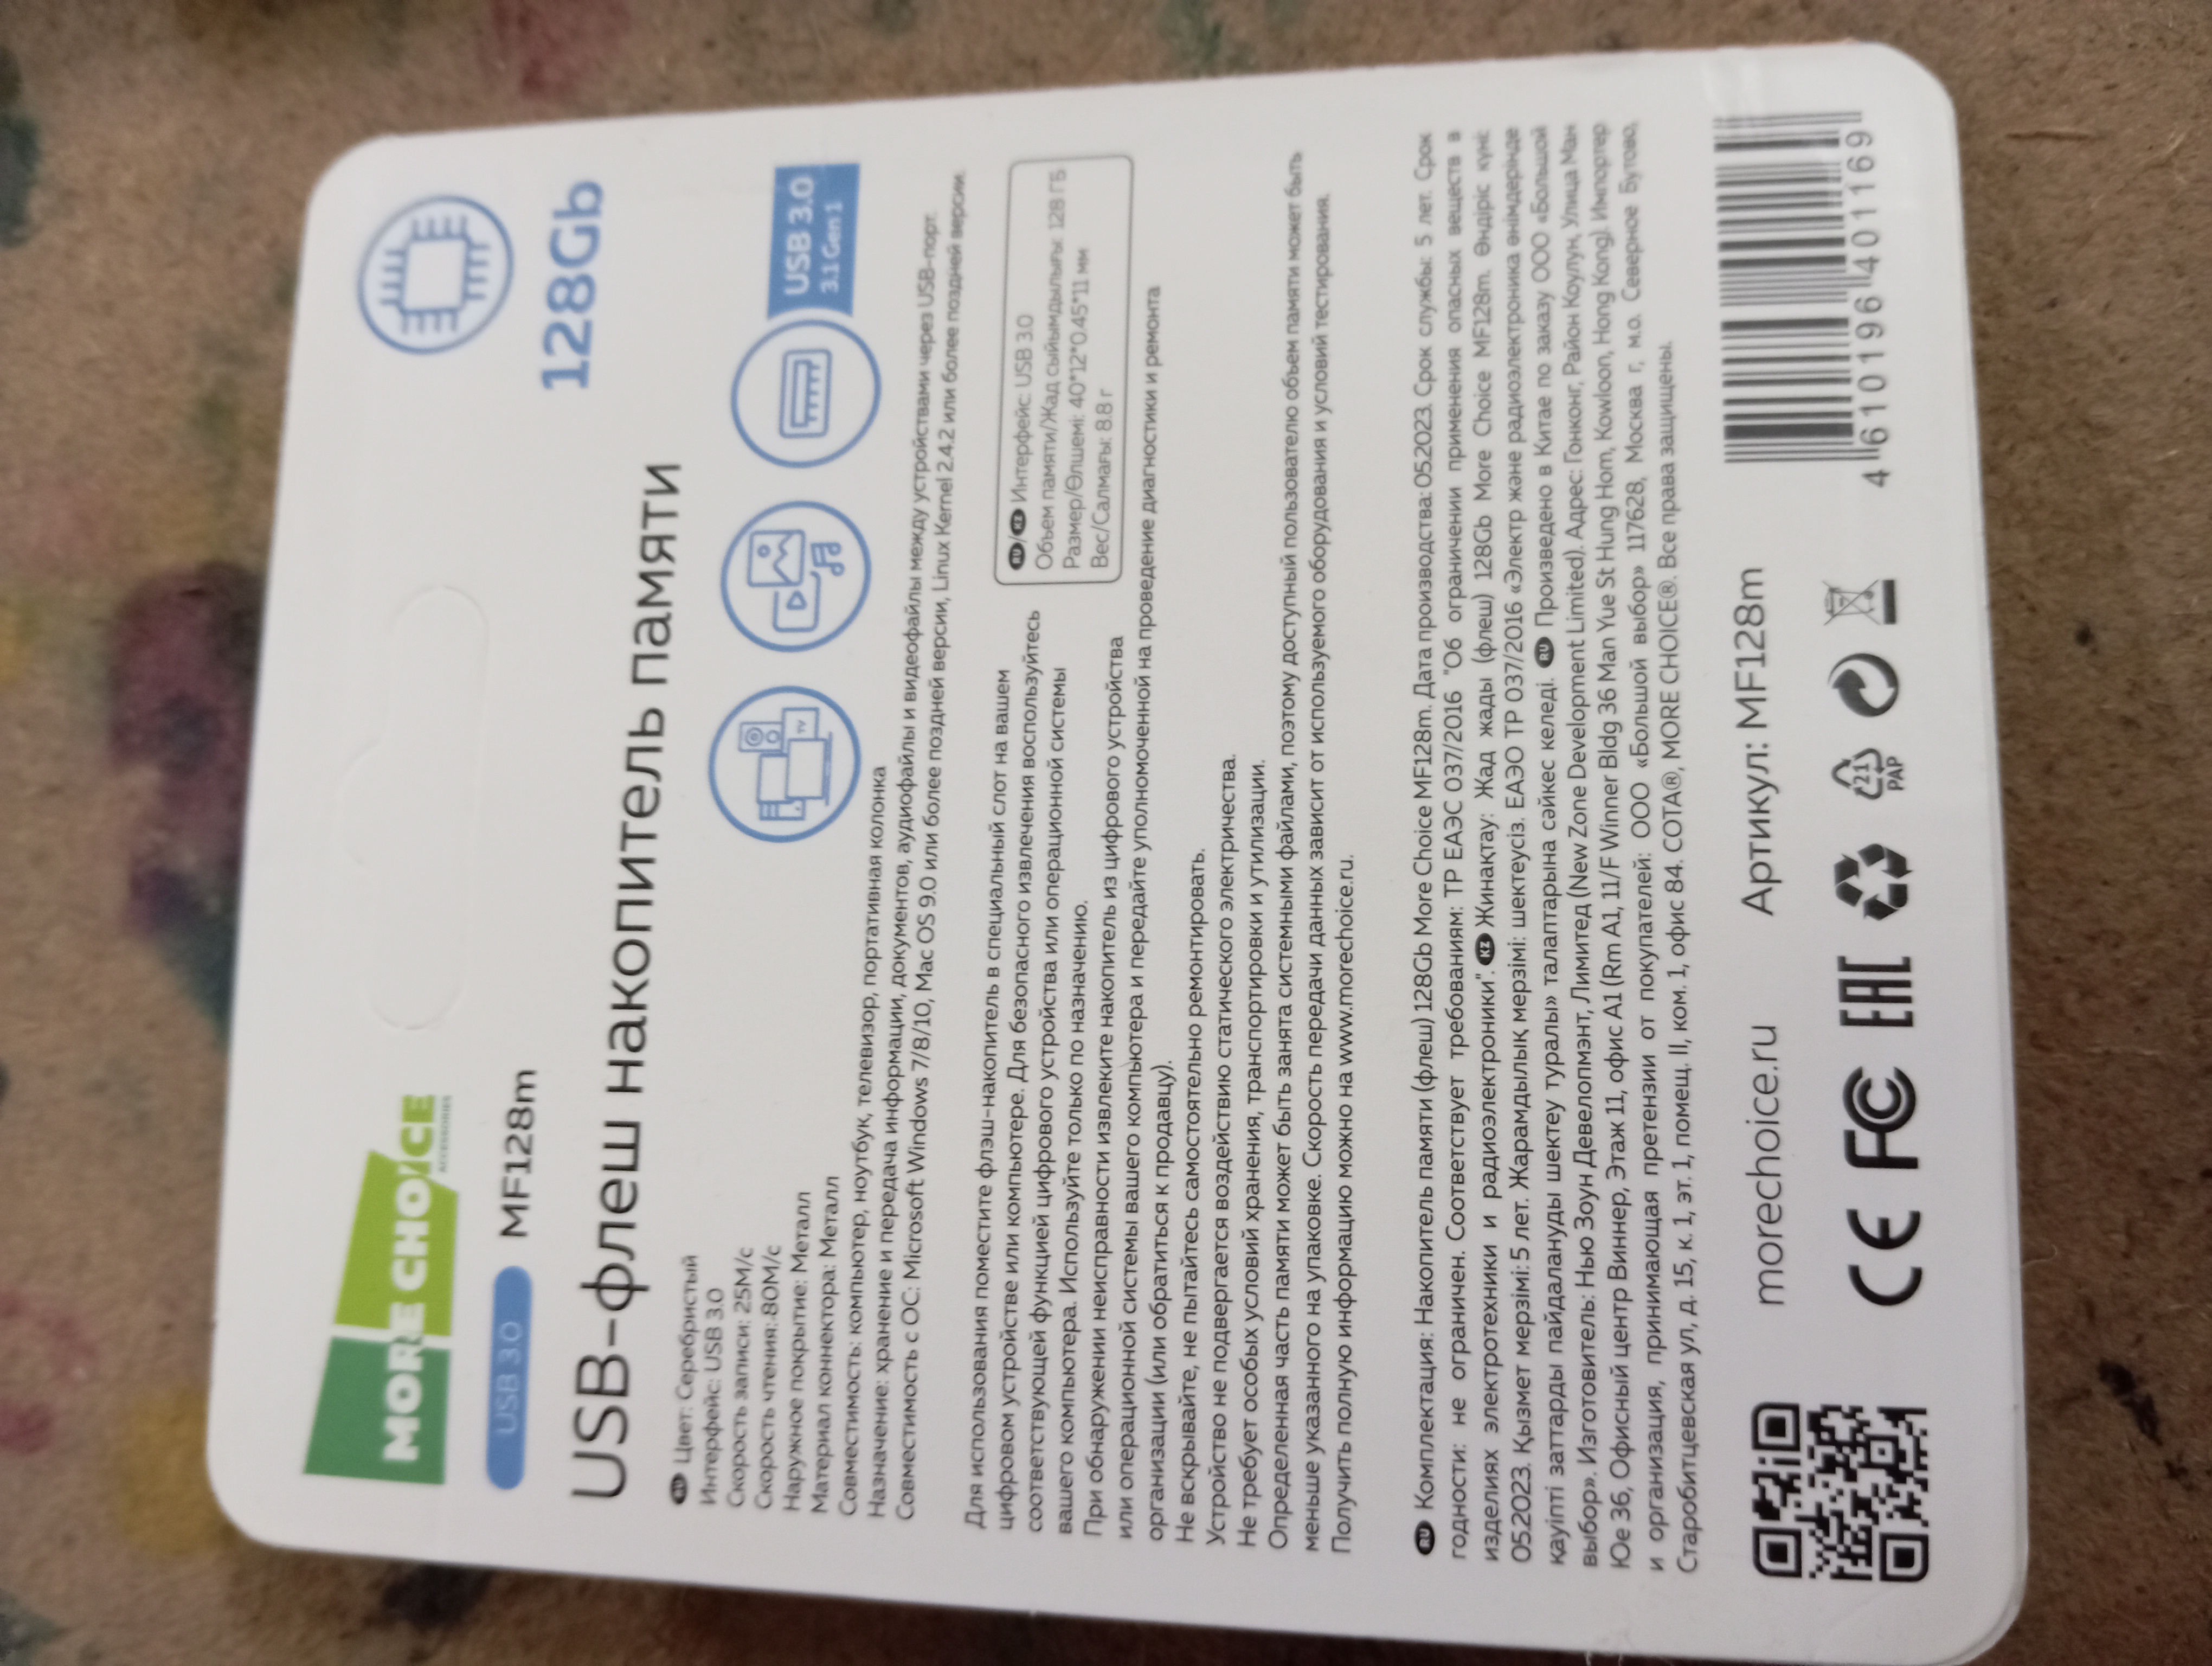 MORE CHOICE
ACCESSORIES
USB 3.0 MF128m
128Gb
USB-флеш накопитель памяти
RU Цвет: Серебристый
Интерфейс: USB 3.0
Скорость записи: 25M/c
Скорость чтения: 80M/c
Наружное покрытие: Металл
Материал коннектора: Металл
Совместимость: компьютер, ноутбук, телевизор, портативная колонка
Назначение: хранение и передача информации, документов, аудиофайлы и видеофайлы между устройствами через USB-порт.
Совместимость с ОС: Microsoft Windows 7/8/10, Mac OS 9.0 или более поздней версии, Linux Kernel 2.4.2 или более поздней версии.
TV
USB 3.0
3.1 Gen 1
Для использования поместите флэш-накопитель в специальный слот на вашем
цифровом устройстве или компьютере. Для безопасного извлечения воспользуйтесь
соответствующей функцией цифрового устройства или операционной системы
вашего компьютера. Используйте только по назначению.
При обнаружении неисправности извлеките накопитель из цифрового устройства
или операционной системы вашего компьютера и передайте уполномоченной на проведение диагностики и ремонта
организации (или обратиться к продавцу).
Не вскрывайте, не пытайтесь самостоятельно ремонтировать.
Устройство не подвергается воздействию статического электричества.
Не требует особых условий хранения, транспортировки и утилизации.
Определенная часть памяти может быть занята системными файлами, поэтому доступный пользователю объем памяти может быть
меньше указанного на упаковке. Скорость передачи данных зависит от используемого оборудования и условий тестирования.
Получить полную информацию можно на www.morechoice.ru.
RU/KZ Интерфейс: USB 3.0
Объем памяти/Жад сыйымдылығы: 128 ГБ
Размер/Өлшемі: 40*12*0.45*11 мм
Вес/Салмағы: 8.8 г
RU Комплектация: Накопитель памяти (флеш) 128Gb More Choice MF128m. Дата производства: 05.2023. Срок службы: 5 лет. Срок
годности: не ограничен. Соответствует требованиям: ТР ЕАЭС 037/2016 "Об ограничении применения опасных веществ в
изделиях электротехники и радиоэлектроники". KZ Жинақтау: Жад жады (флеш) 128Gb More Choice MF128m. Өндіріс күні:
05.2023. Қызмет мерзімі: 5 лет. Жарамдылық мерзімі: шектеусіз. ЕАЭО ТР 037/2016 «Электр және радиоэлектроника өнімдерінде
қауіпті заттарды пайдалануды шектеу туралы» талаптарына сәйкес келеді. RU Произведено в Китае по заказу ООО «Большой
выбор». Изготовитель: Нью Зоун Девелопмэнт, Лимитед (New Zone Development Limited). Адрес: Гонконг, Район Коулун, Улица Ман
Юе 36, Офисный центр Виннер, Этаж 11, офис А1 (Rm A1, 11/F Winner Bldg 36 Man Yue St Hung Hom, Kowloon, Hong Kong). Импортер
и организация, принимающая претензии от покупателей: ООО «Большой выбор» 117628, Москва г, м.о. Северное Бутово,
Старобитцевская ул, д. 15, к. 1, эт. 1, помещ. II, ком. 1, офис 84. COTA®, MORE CHOICE®. Все права защищены.
morechoice.ru Артикул: MF128m
CE FC EAC 21 PAP
4 610196 401169